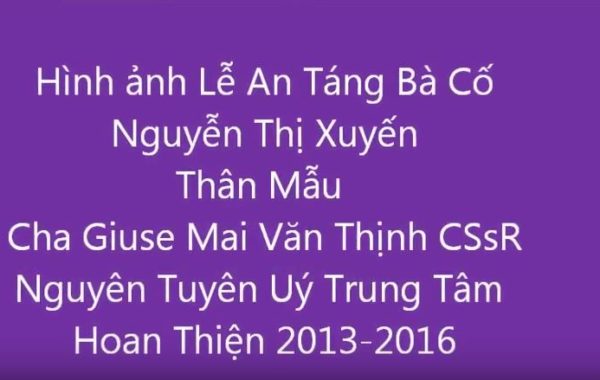 Hình ảnh Lễ An Táng Bà Cố
Nguyễn Thị Xuyến
Thân Mẫu
Cha Giuse Mai Văn Thịnh CSsR
Nguyên Tuyên Uý Trung Tâm
Hoan Thiện 2013-2016